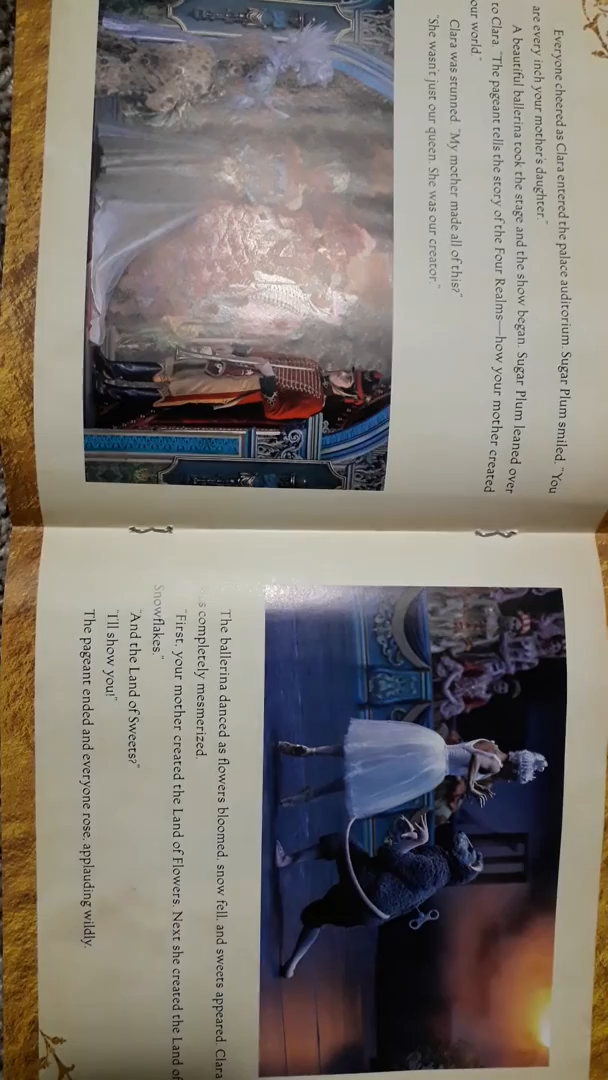 Everyone cheered as Clara entered the palace auditorium. Sugar Plum smiled. "You
are every inch your mother's daughter."
A beautiful ballerina took the stage and the show began. Sugar Plum leaned over
to Clara. "The pageant tells the story of the Four Realms—how your mother created
our world."
Clara was stunned. "My mother made all of this?"
"She wasn't just our queen. She was our creator."
The ballerina danced as flowers bloomed, snow fell, and sweets appeared. Clara
was completely mesmerized.
"First, your mother created the Land of Flowers. Next she created the Land of
Snowflakes."
"And the Land of Sweets?"
"I'll show you!"
The pageant ended and everyone rose, applauding wildly.